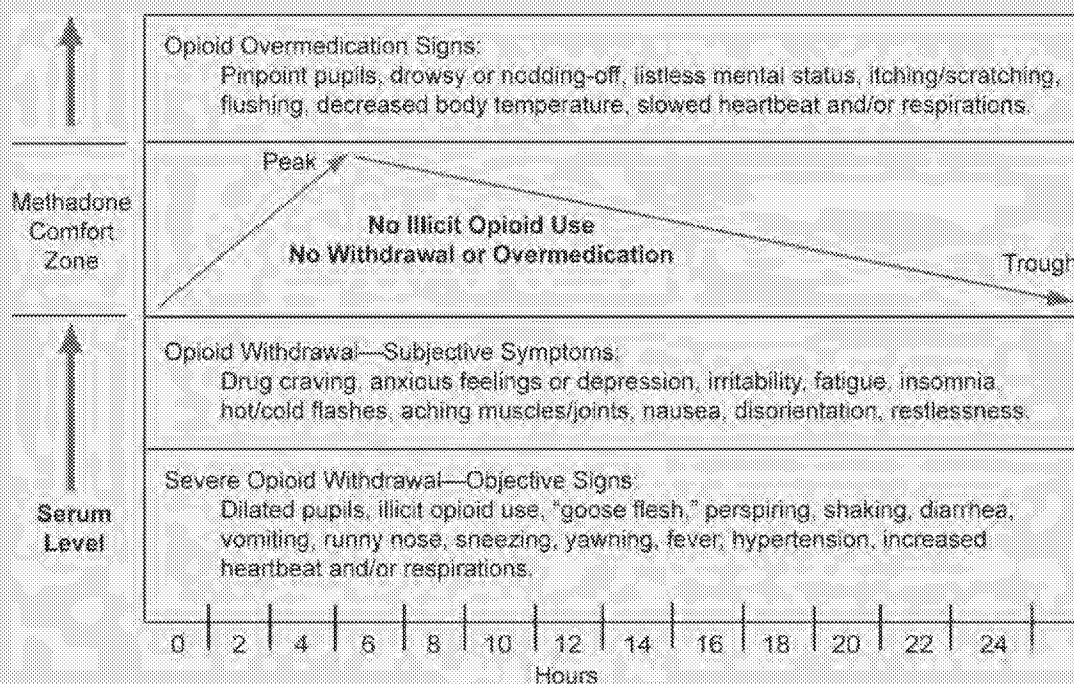 Opioid Overmedication Signs:
Pinpoint pupils, drowsy or nodding-off, listless mental status, itching/scratching,
flushing, decreased body temperature, slowed heartbeat and/or respirations.
Methadone
Comfort
Zone
Peak
No Illicit Opioid Use
No Withdrawal or Overmedication
Trough
Opioid Withdrawal—Subjective Symptoms:
Drug craving, anxious feelings or depression, irritability, fatigue, insomnia,
hot/cold flashes, aching muscles/joints, nausea, disorientation, restlessness.
Serum
Level
Severe Opioid Withdrawal—Objective Signs:
Dilated pupils, illicit opioid use, “goose flesh,” perspiring, shaking, diarrhea,
vomiting, runny nose, sneezing, yawning, fever, hypertension, increased
heartbeat and/or respirations.
0 2 4 6 8 10 12 14 16 18 20 22 24
Hours